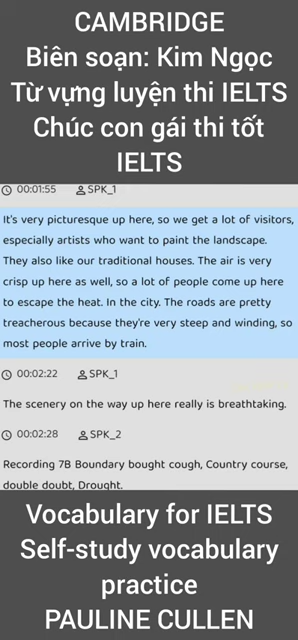 CAMBRIDGE
Biên soạn: Kim Ngọc
Từ vựng luyện thi IELTS
Chúc con gái thi tốt
IELTS
00:01:55 SPK_1
It's very picturesque up here, so we get a lot of visitors,
especially artists who want to paint the landscape.
They also like our traditional houses. The air is very
crisp up here as well, so a lot of people come up here
to escape the heat. In the city. The roads are pretty
treacherous because they're very steep and winding, so
most people arrive by train.
00:02:22 SPK_1
The scenery on the way up here really is breathtaking.
00:02:28 SPK_2
Recording 7B Boundary bought cough, Country course,
double doubt, Drought.
Vocabulary for IELTS
Self-study vocabulary
practice
PAULINE CULLEN